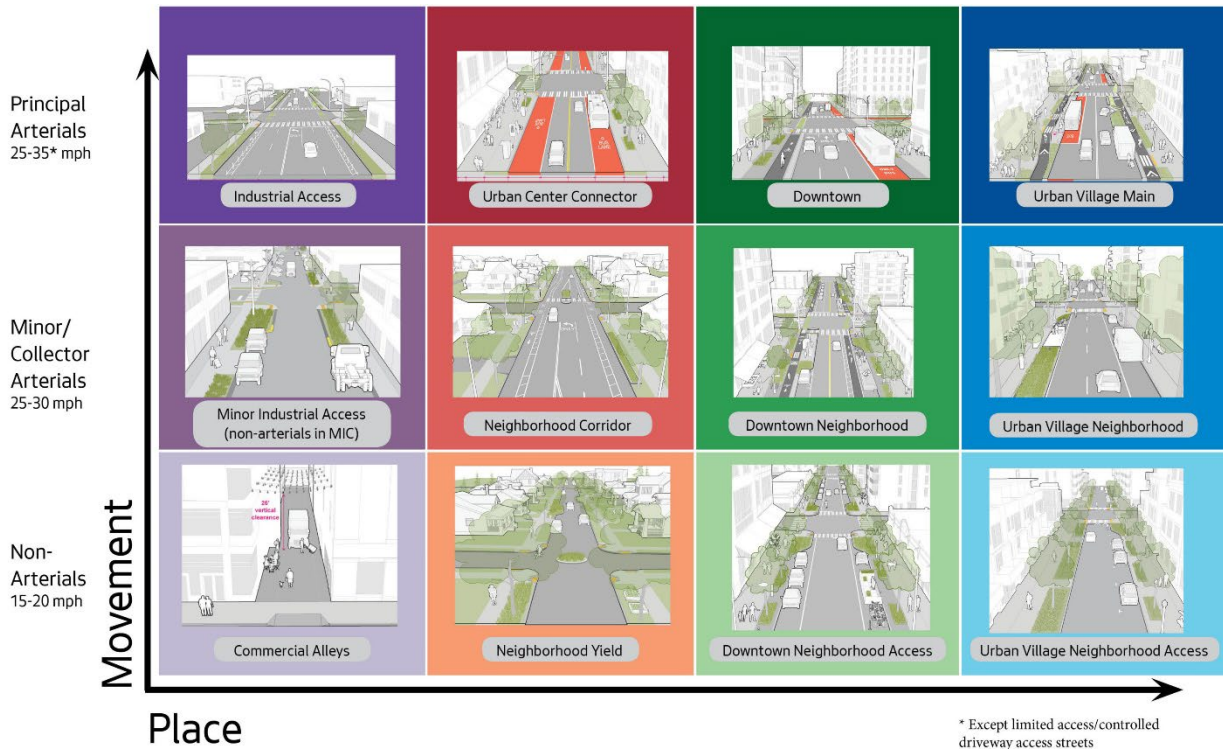 Principal
Arterials
25-35* mph
Industrial Access
Urban Center Connector
Downtown
Urban Village Main
Minor/
Collector
Arterials
25-30 mph
Minor Industrial Access
(non-arterials in MIC)
Neighborhood Corridor
Downtown Neighborhood
Urban Village Neighborhood
Non-
Arterials
15-20 mph
20'
vertical
clearance
Commercial Alleys
Neighborhood Yield
Downtown Neighborhood Access
Urban Village Neighborhood Access
Movement
Place
* Except limited access/controlled
driveway access streets